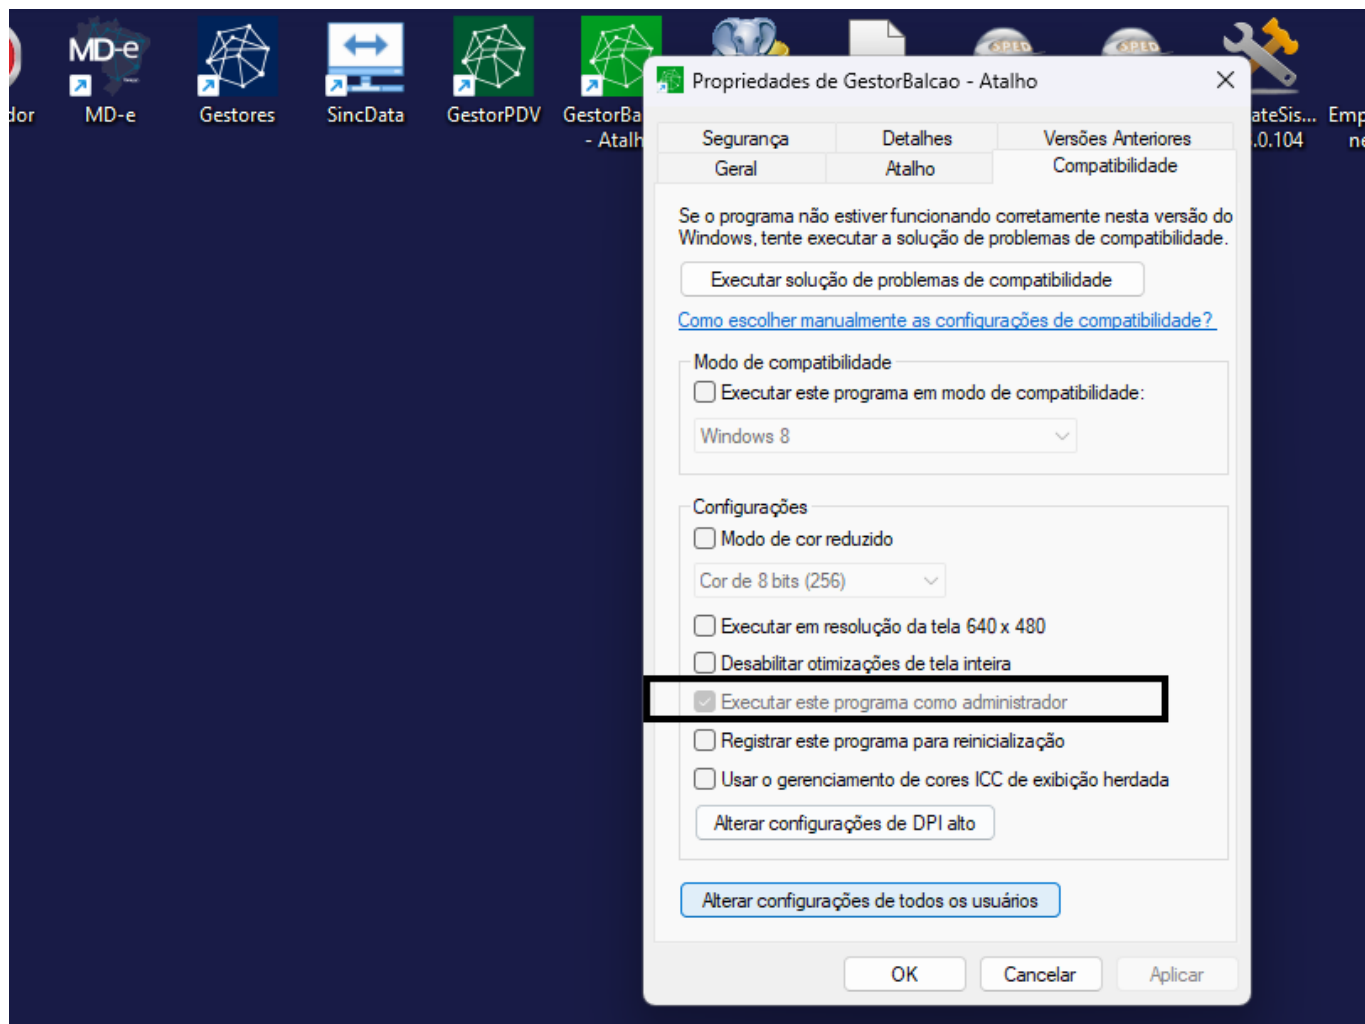 MD-e
dor
MD-e
Gestores
SincData
GestorPDV
GestorBa
- Atalh
SPED
SPED
ateSis...
.0.104
Emp
ne
Propriedades de GestorBalcao - Atalho
Segurança
Detalhes
Versões Anteriores
Geral
Atalho
Compatibilidade
Se o programa não estiver funcionando corretamente nesta versão do
Windows, tente executar a solução de problemas de compatibilidade.
Executar solução de problemas de compatibilidade
Como escolher manualmente as configurações de compatibilidade?
Modo de compatibilidade
Executar este programa em modo de compatibilidade:
Windows 8
Configurações
Modo de cor reduzido
Cor de 8 bits (256)
Executar em resolução da tela 640 x 480
Desabilitar otimizações de tela inteira
Executar este programa como administrador
Registrar este programa para reinicialização
Usar o gerenciamento de cores ICC de exibição herdada
Alterar configurações de DPI alto
Alterar configurações de todos os usuários
OK
Cancelar
Aplicar